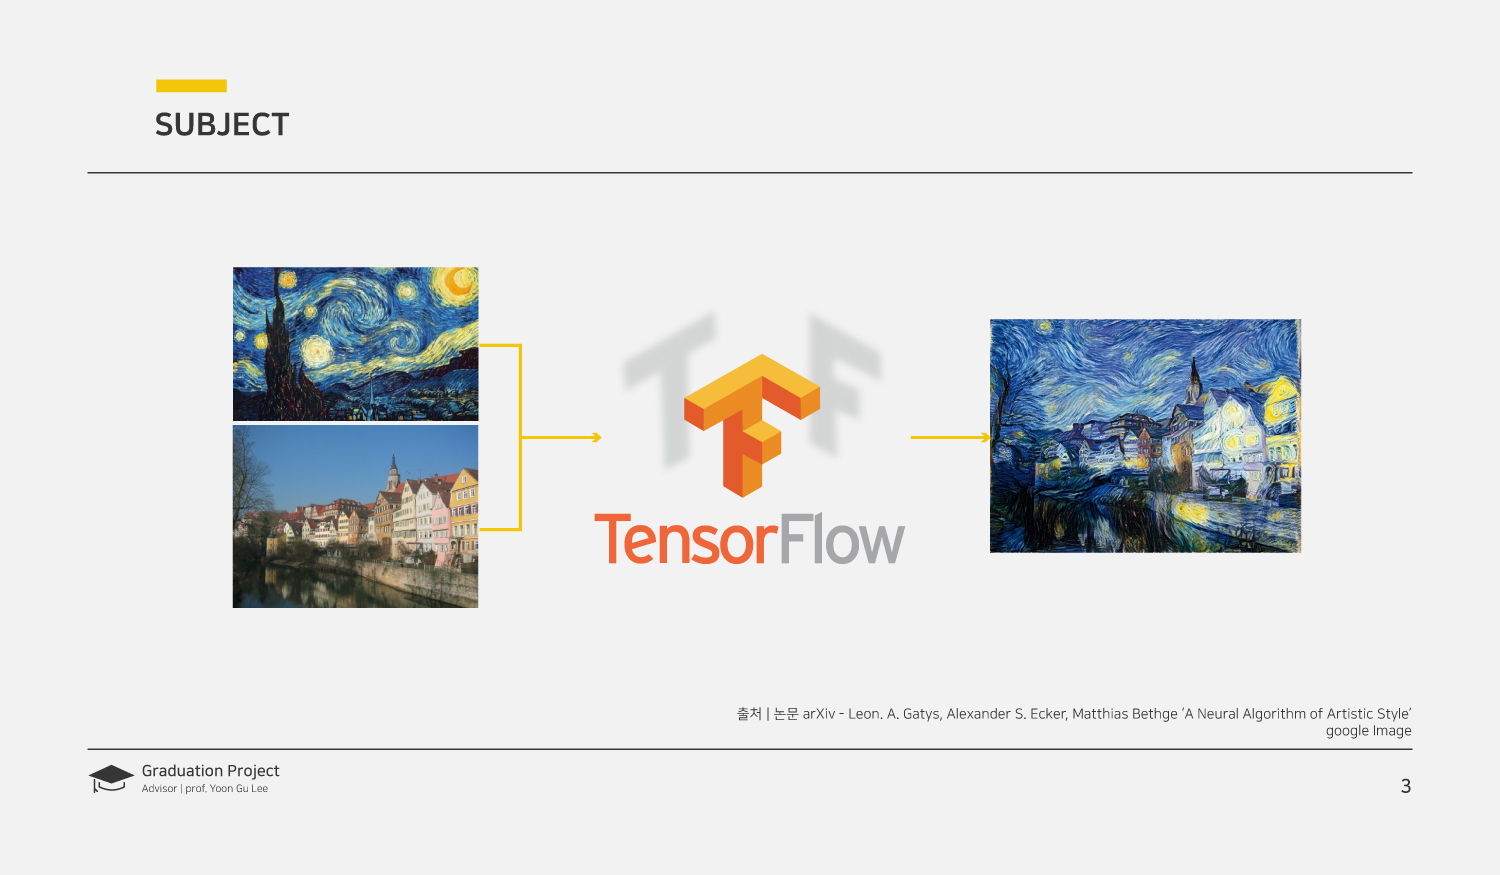 SUBJECT
TensorFlow
출처 | 논문 arXiv - Leon. A. Gatys, Alexander S. Ecker, Matthias Bethge ‘A Neural Algorithm of Artistic Style’
google Image
Graduation Project
Advisor | prof. Yoon Gu Lee
3